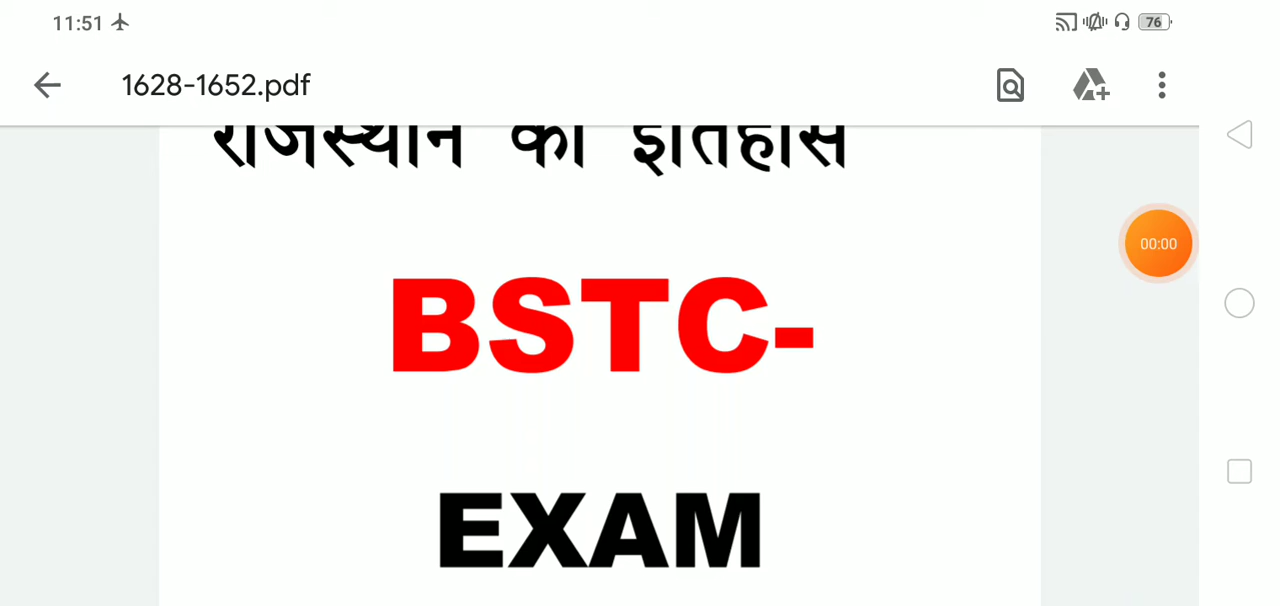 11:51
76
1628-1652.pdf
राजस्थान का इतिहास
00:00
BSTC-
EXAM